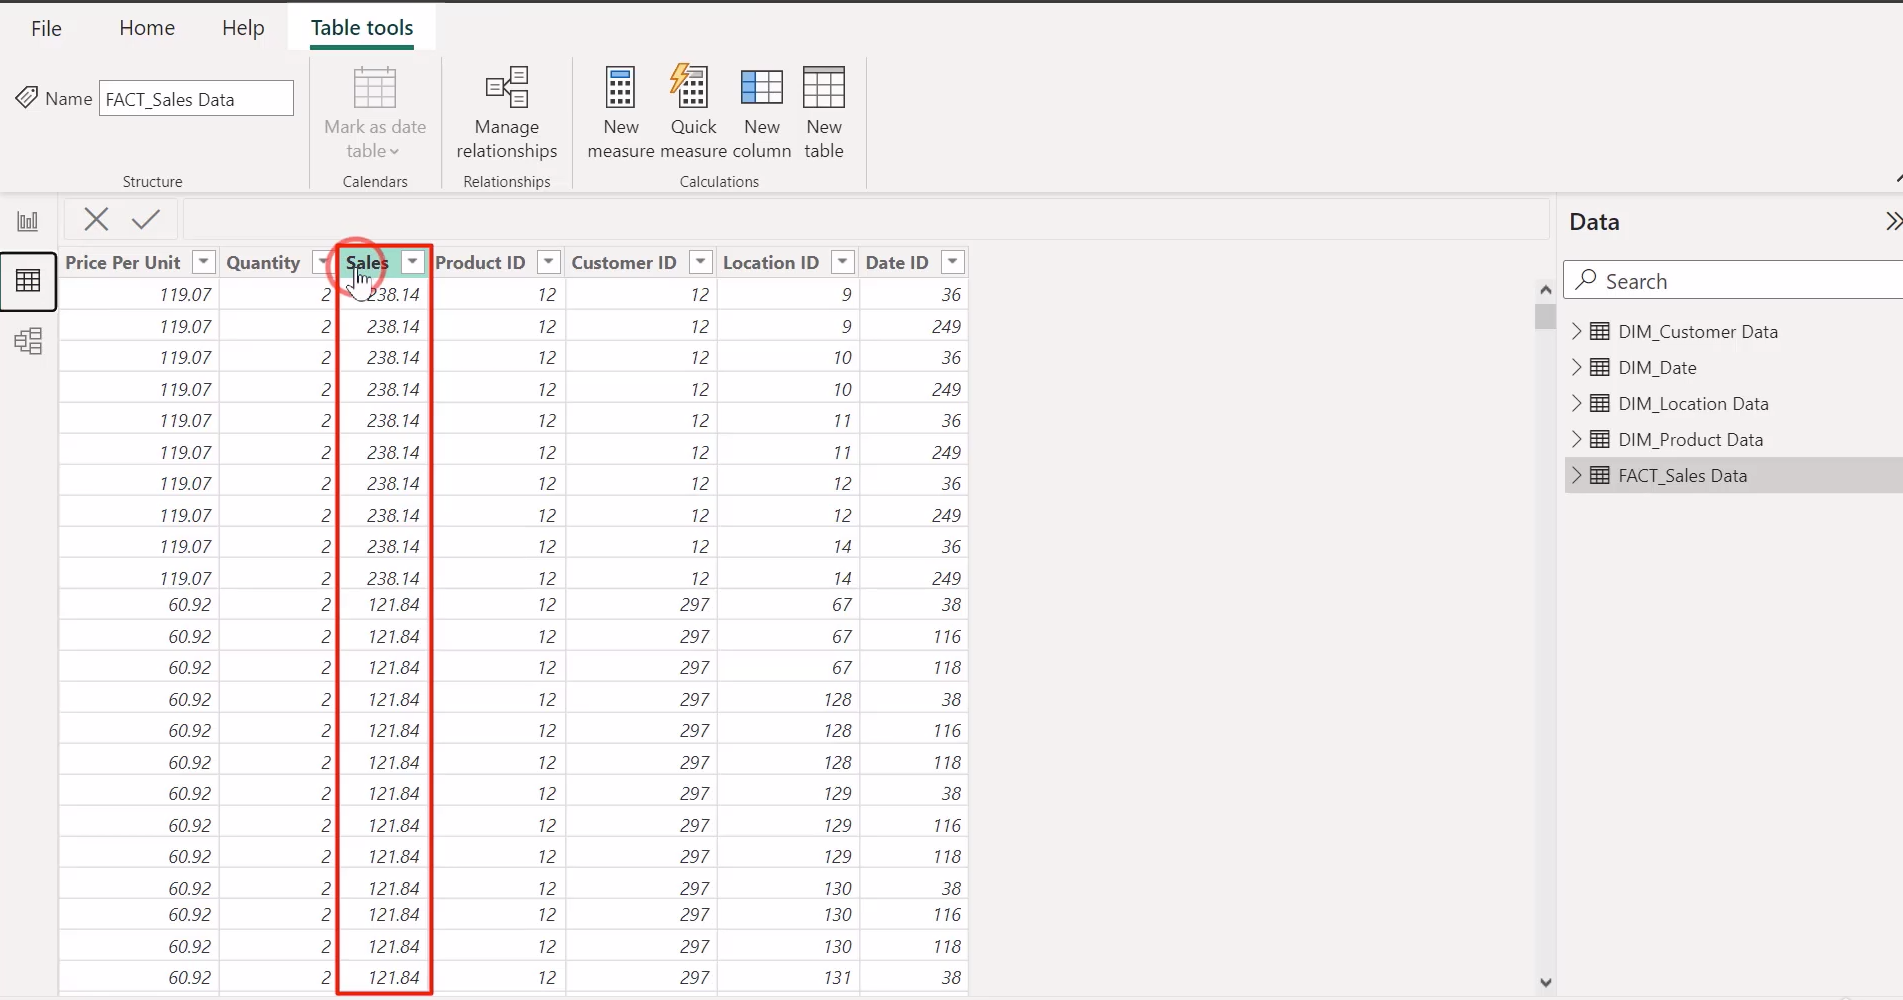 File Home Help Table tools
Name FACT_Sales Data
Mark as date table
Manage relationships
New measure
Quick measure
New column
New table
Structure Calendars Relationships Calculations
Data
Search
DIM_Customer Data
DIM_Date
DIM_Location Data
DIM_Product Data
FACT_Sales Data
Price Per Unit Quantity Sales Product ID Customer ID Location ID Date ID
119.07 2 238.14 12 12 9 36
119.07 2 238.14 12 12 9 249
119.07 2 238.14 12 12 10 36
119.07 2 238.14 12 12 10 249
119.07 2 238.14 12 12 11 36
119.07 2 238.14 12 12 11 249
119.07 2 238.14 12 12 12 36
119.07 2 238.14 12 12 12 249
119.07 2 238.14 12 12 14 36
119.07 2 238.14 12 12 14 249
60.92 2 121.84 12 297 67 38
60.92 2 121.84 12 297 67 116
60.92 2 121.84 12 297 67 118
60.92 2 121.84 12 297 128 38
60.92 2 121.84 12 297 128 116
60.92 2 121.84 12 297 128 118
60.92 2 121.84 12 297 129 38
60.92 2 121.84 12 297 129 116
60.92 2 121.84 12 297 129 118
60.92 2 121.84 12 297 130 38
60.92 2 121.84 12 297 130 116
60.92 2 121.84 12 297 130 118
60.92 2 121.84 12 297 131 38